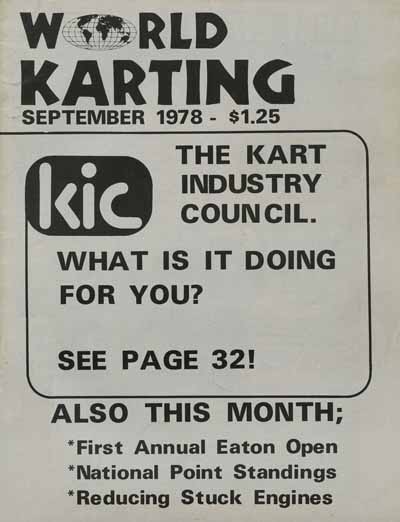 WORLD
KARTING
SEPTEMBER 1978 - $1.25
kic
THE KART
INDUSTRY
COUNCIL.
WHAT IS IT DOING
FOR YOU?
SEE PAGE 32!
ALSO THIS MONTH;
*First Annual Eaton Open
*National Point Standings
*Reducing Stuck Engines